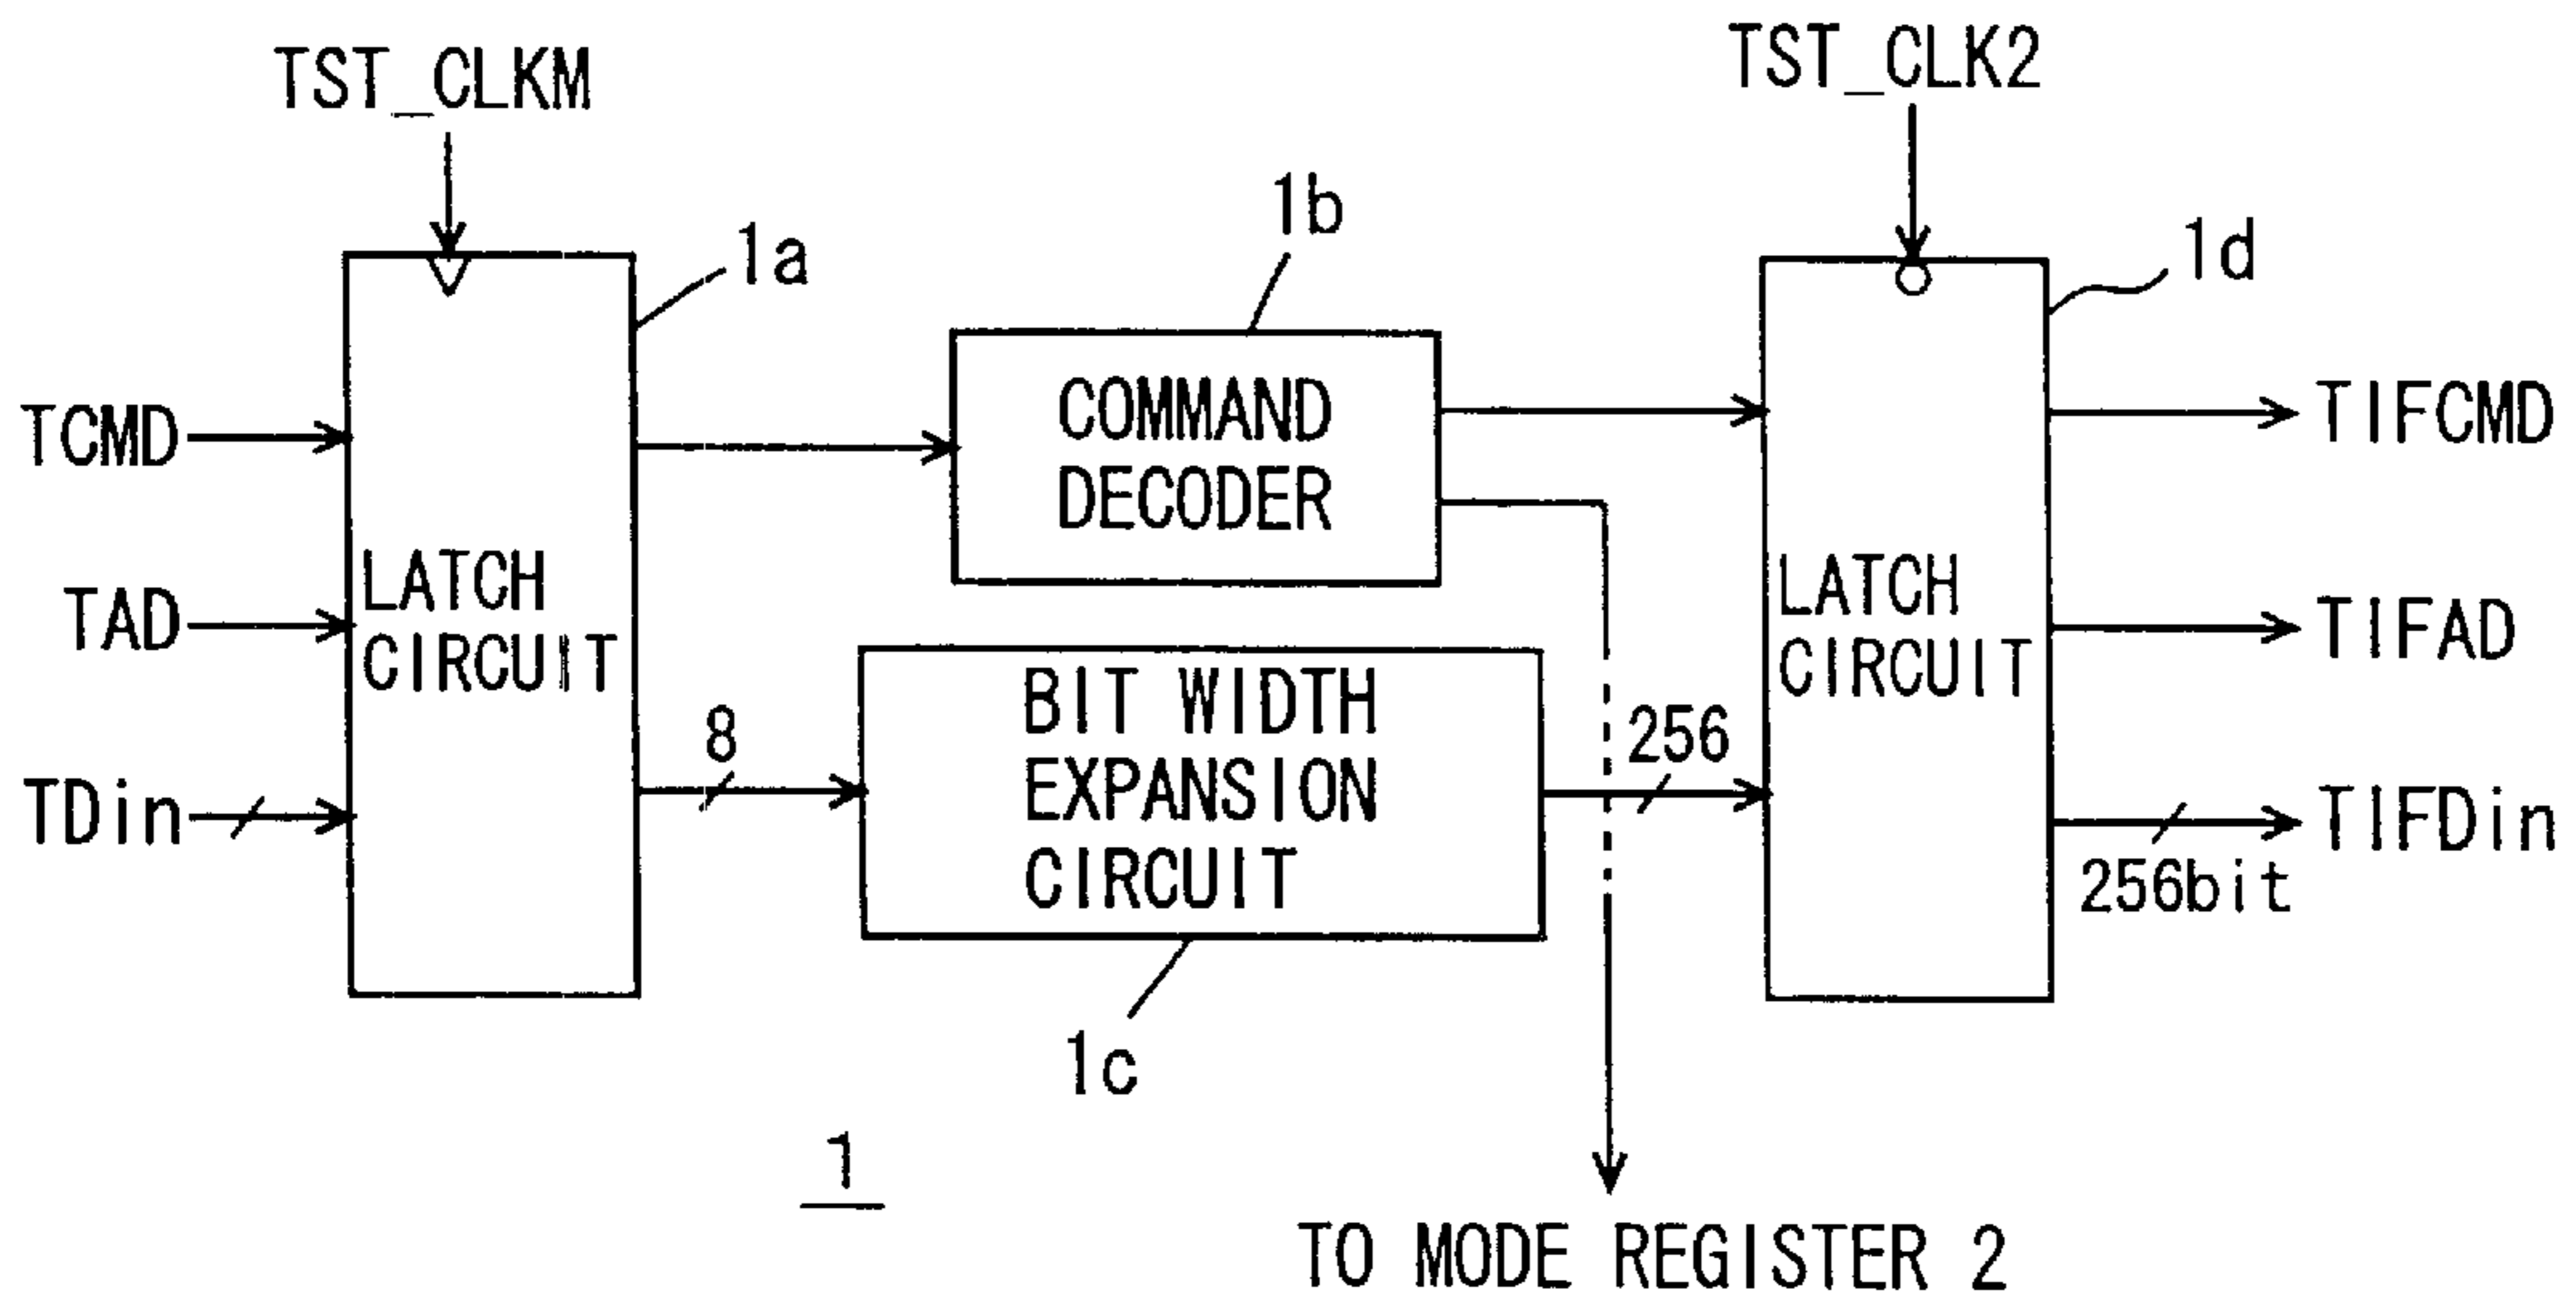 TST_CLKM
TST_CLK2
1a
1b
1d
TCMD
COMMAND
DECODER
TIFCMD
TAD
LATCH
CIRCUIT
LATCH
CIRCUIT
TIFAD
TDin
8
BIT WIDTH
EXPANSION
CIRCUIT
256
TIFDin
256bit
1c
1
TO MODE REGISTER 2